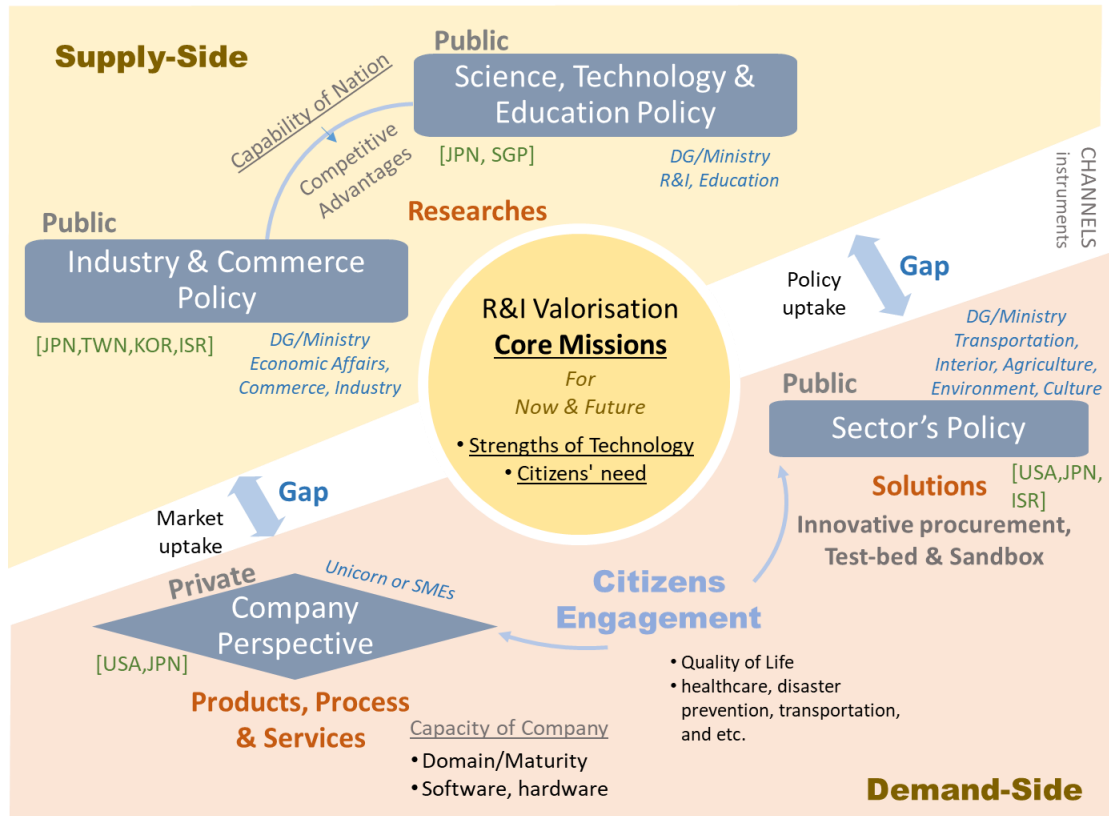 Supply-Side
Public
Science, Technology &
Education Policy
[JPN, SGP]
DG/Ministry
R&I, Education
Capability of Nation
Competitive
Advantages
Researches
Public
Industry & Commerce
Policy
[JPN,TWN,KOR,ISR]
DG/Ministry
Economic Affairs,
Commerce, Industry
CHANNELS
instruments
Gap
Policy
uptake
R&I Valorisation
Core Missions
For
Now & Future
• Strengths of Technology
• Citizens' need
DG/Ministry
Transportation,
Interior, Agriculture,
Environment, Culture
Public
Sector's Policy
[USA,JPN,
ISR]
Solutions
Innovative procurement,
Test-bed & Sandbox
Gap
Market
uptake
Private
Unicorn or SMEs
Company
Perspective
[USA,JPN]
Products, Process
& Services
Citizens
Engagement
• Quality of Life
• healthcare, disaster
prevention, transportation,
and etc.
Capacity of Company
• Domain/Maturity
• Software, hardware
Demand-Side